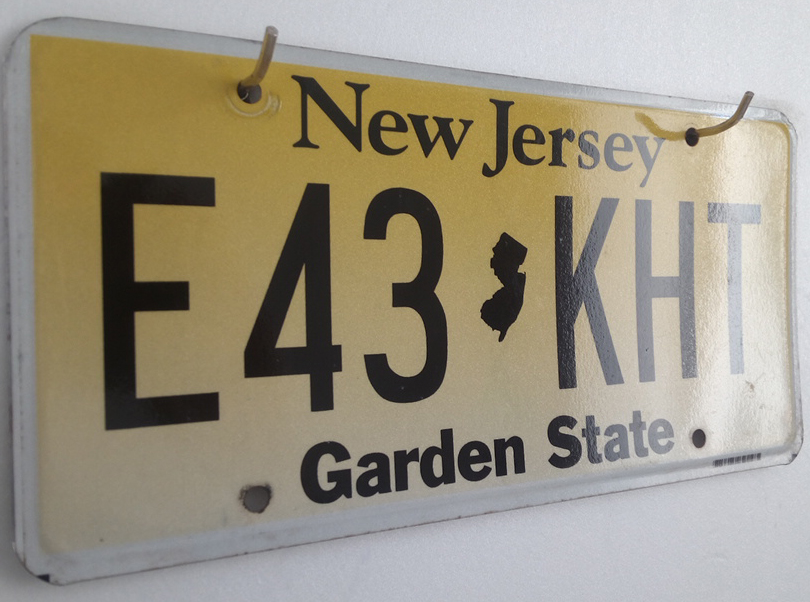 New Jersey
E43 KHT
Garden State